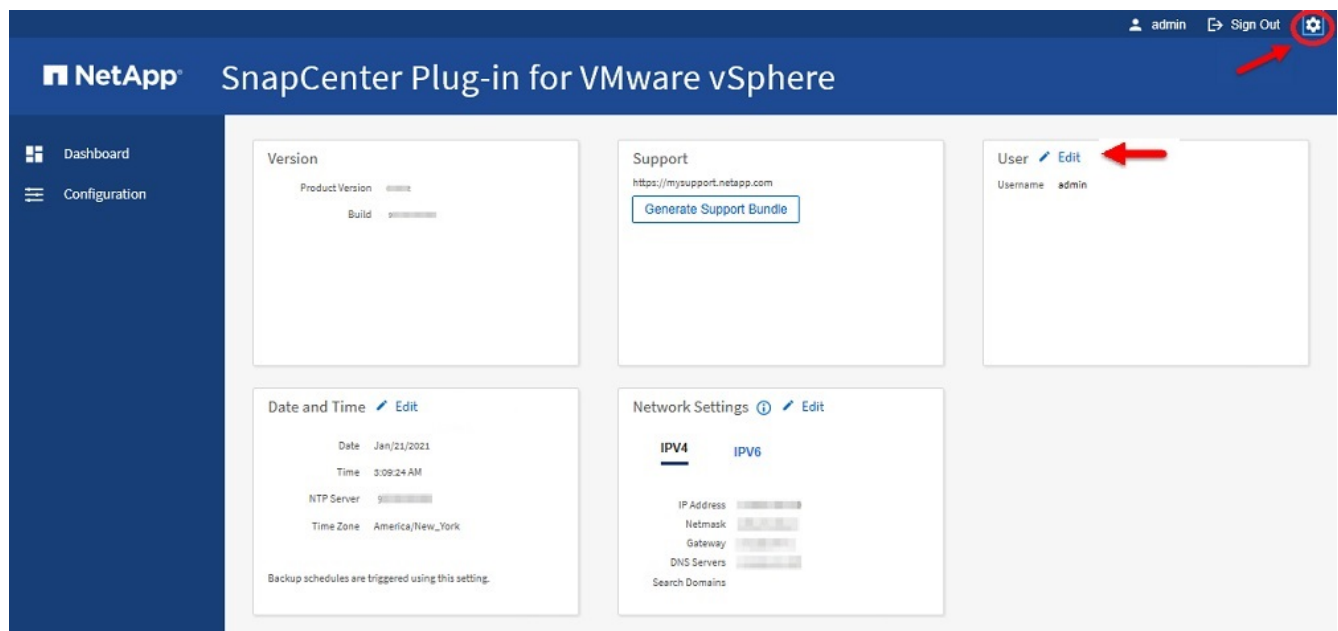 admin Sign Out
NetApp SnapCenter Plug-in for VMware vSphere
Dashboard
Configuration
Version
Product Version
Build
Support
https://mysupport.netapp.com
Generate Support Bundle
User Edit
Username admin
Date and Time Edit
Date Jan/21/2021
Time 3:09:24 AM
NTP Server
Time Zone America/New_York
Backup schedules are triggered using this setting.
Network Settings Edit
IPV4 IPV6
IP Address
Netmask
Gateway
DNS Servers
Search Domains